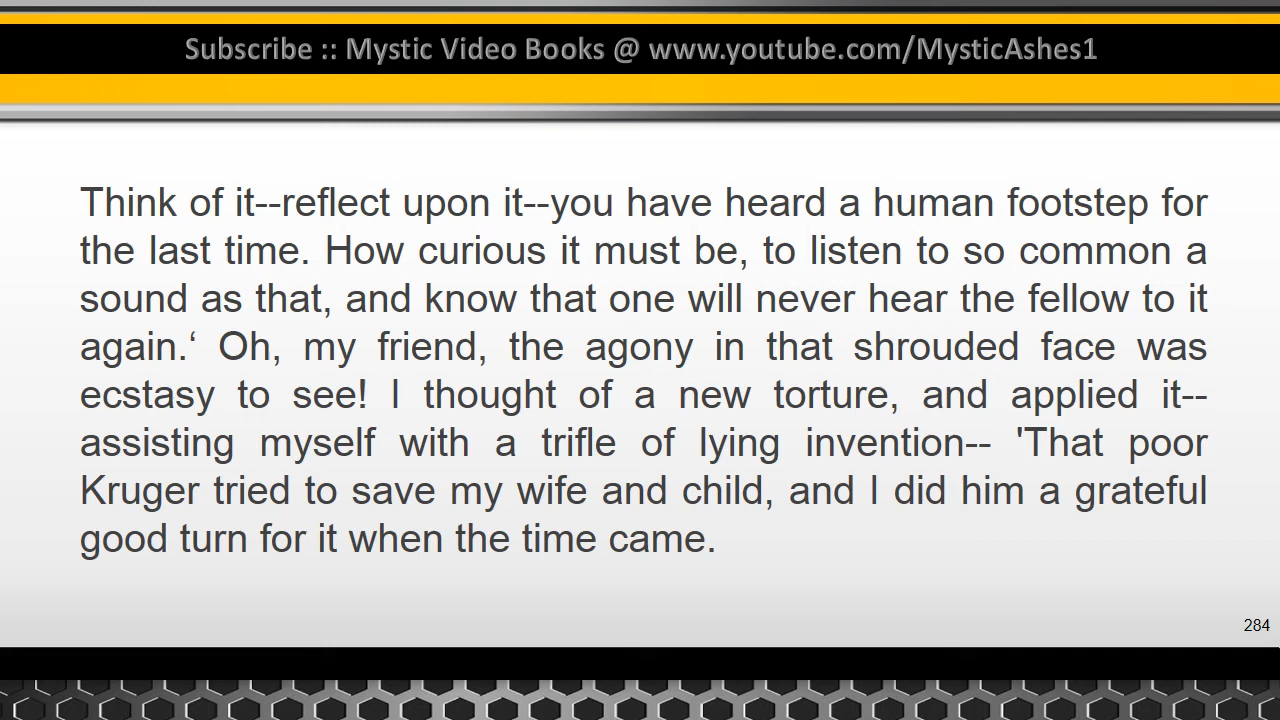 Subscribe :: Mystic Video Books @ www.youtube.com/MysticAshes1
Think of it--reflect upon it--you have heard a human footstep for
the last time. How curious it must be, to listen to so common a
sound as that, and know that one will never hear the fellow to it
again.‘ Oh, my friend, the agony in that shrouded face was
ecstasy to see! I thought of a new torture, and applied it--
assisting myself with a trifle of lying invention-- 'That poor
Kruger tried to save my wife and child, and I did him a grateful
good turn for it when the time came.
284